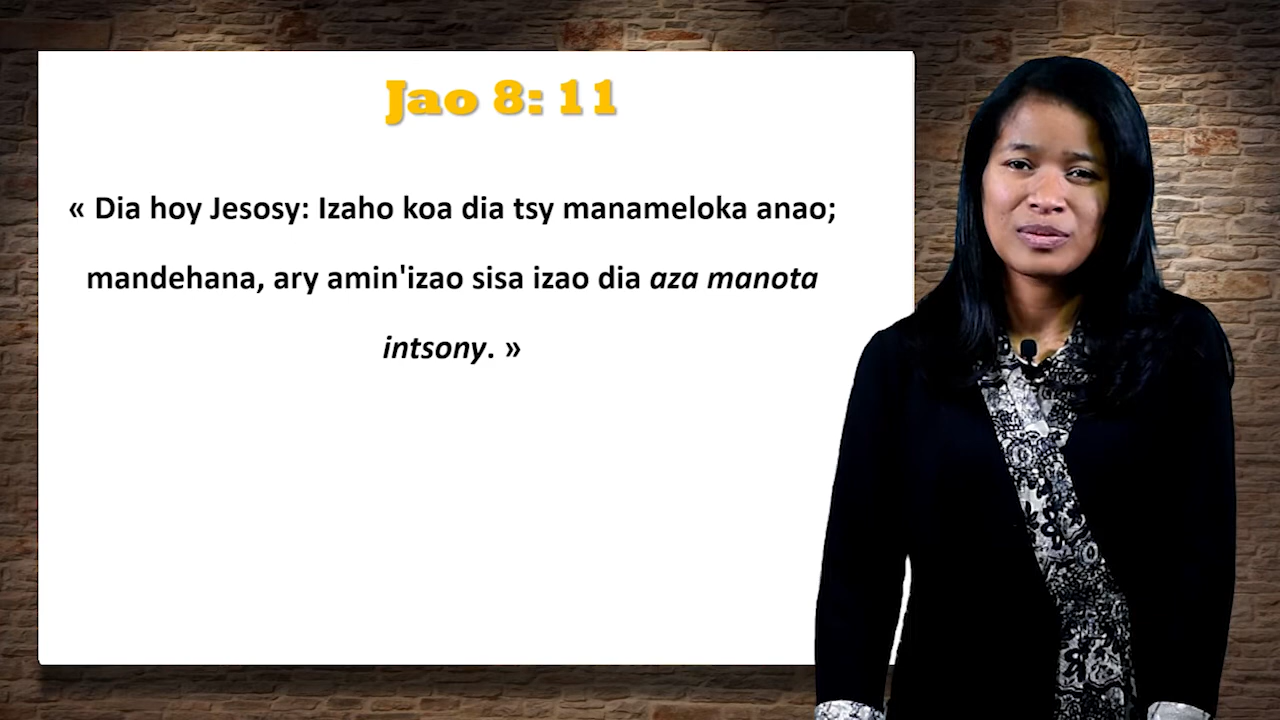 Jao 8: 11
« Dia hoy Jesosy: Izaho koa dia tsy manameloka anao;
mandehana, ary amin'izao sisa izao dia aza manota
intsony. »